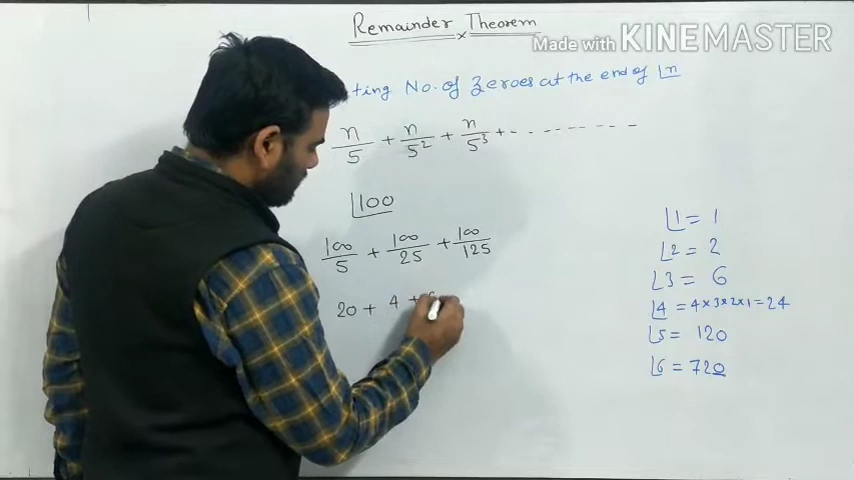 Remainder Theorem
Made with KINEMASTER
ting No. of Zeroes at the end of ⌊n
n/5 + n/5² + n/5³ + - - - - - - - - -
⌊100
100/5 + 100/25 + 100/125
20 + 4 +
⌊1 = 1
⌊2 = 2
⌊3 = 6
⌊4 = 4×3×2×1 = 24
⌊5 = 120
⌊6 = 720